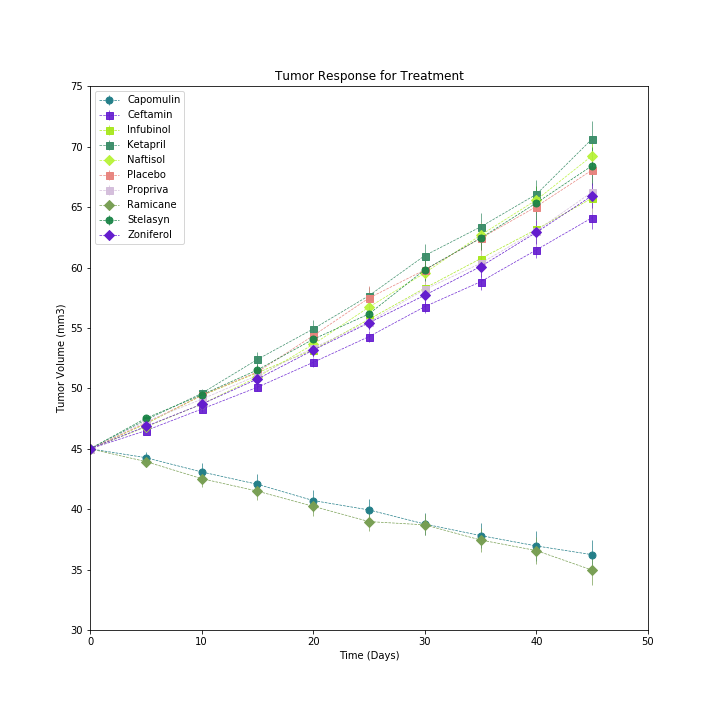 Tumor Response for Treatment
Tumor Volume (mm3)
75
70
65
60
55
50
45
40
35
30
Capomulin
Ceftamin
Infubinol
Ketapril
Naftisol
Placebo
Propriva
Ramicane
Stelasyn
Zoniferol
0 10 20 30 40 50
Time (Days)